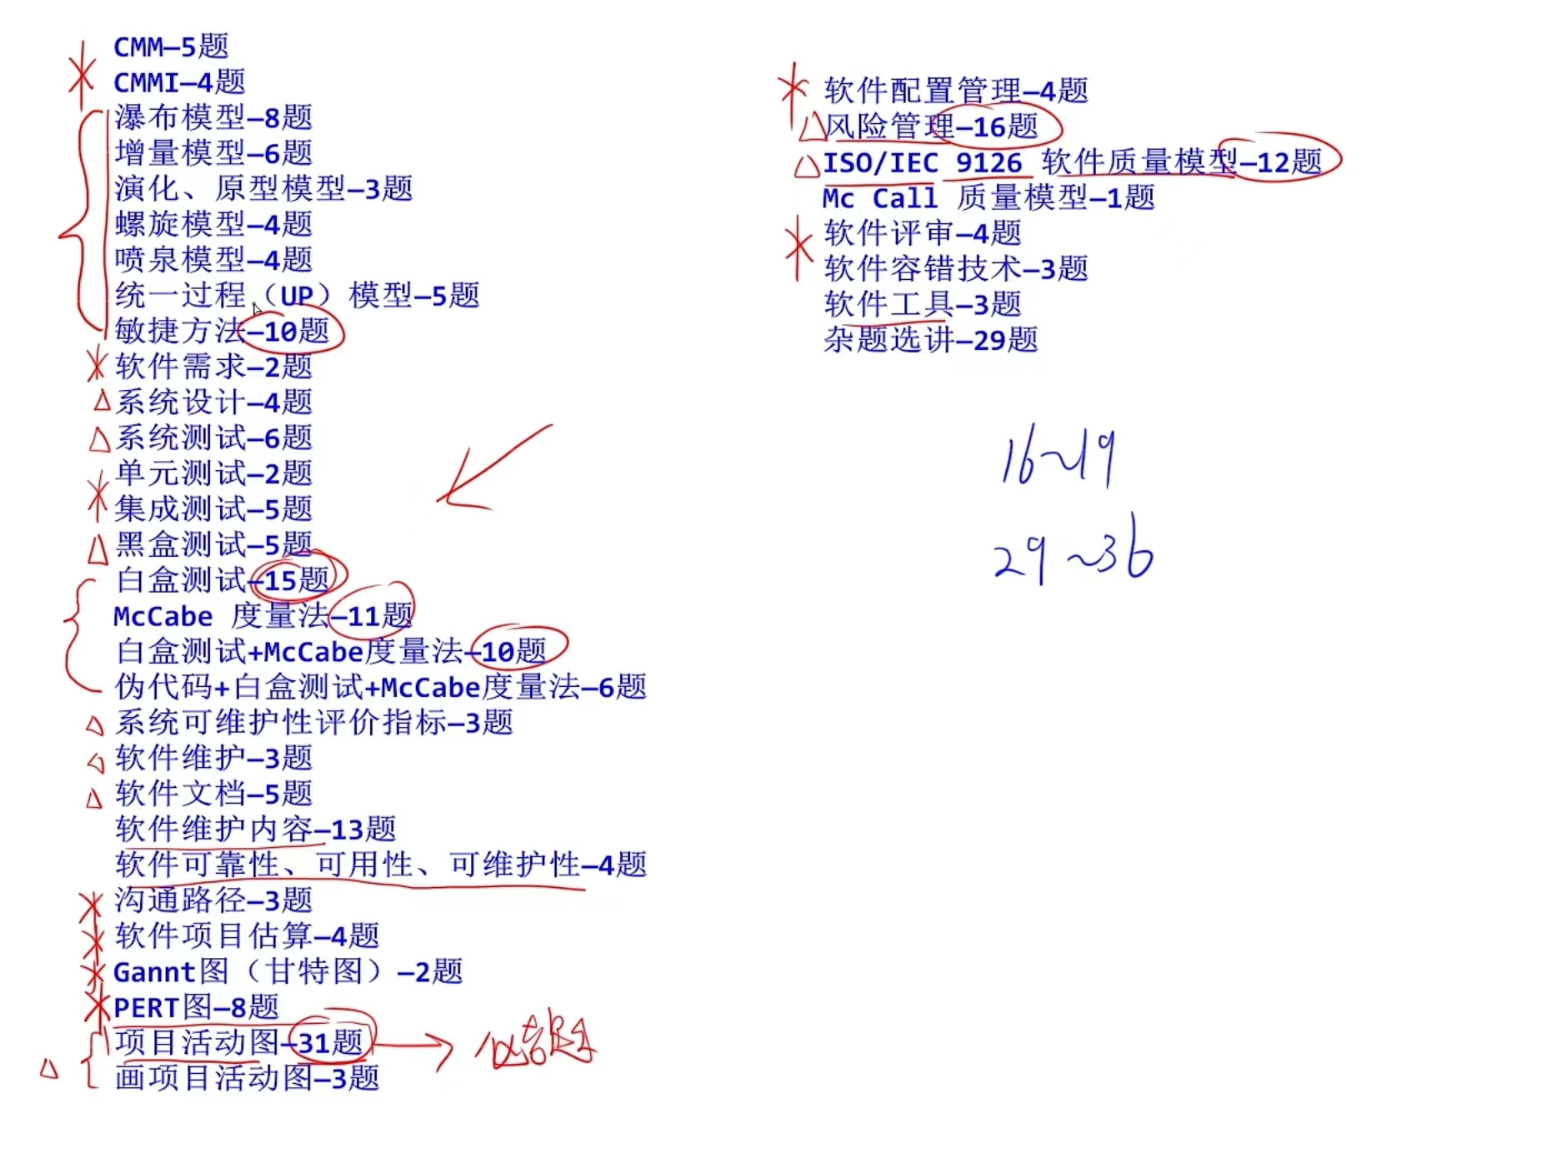 CMM—5题
CMMI—4题
瀑布模型—8题
增量模型—6题
演化、原型模型—3题
螺旋模型—4题
喷泉模型—4题
统一过程（UP）模型—5题
敏捷方法—10题
软件需求—2题
系统设计—4题
系统测试—6题
单元测试—2题
集成测试—5题
黑盒测试—5题
白盒测试—15题
McCabe 度量法—11题
白盒测试+McCabe度量法—10题
伪代码+白盒测试+McCabe度量法—6题
系统可维护性评价指标—3题
软件维护—3题
软件文档—5题
软件维护内容—13题
软件可靠性、可用性、可维护性—4题
沟通路径—3题
软件项目估算—4题
Gannt图（甘特图）—2题
PERT图—8题
项目活动图—31题
必考题
画项目活动图—3题
软件配置管理—4题
风险管理—16题
ISO/IEC 9126 软件质量模型—12题
Mc Call 质量模型—1题
软件评审—4题
软件容错技术—3题
软件工具—3题
杂题选讲—29题
16~19
29~36